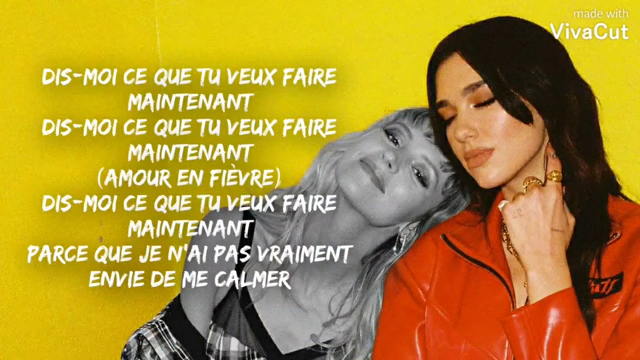 made with
VivaCut
DIS-MOI CE QUE TU VEUX FAIRE
MAINTENANT
DIS-MOI CE QUE TU VEUX FAIRE
MAINTENANT
(AMOUR EN FIÈVRE)
DIS-MOI CE QUE TU VEUX FAIRE
MAINTENANT
PARCE QUE JE N'AI PAS VRAIMENT
ENVIE DE ME CALMER